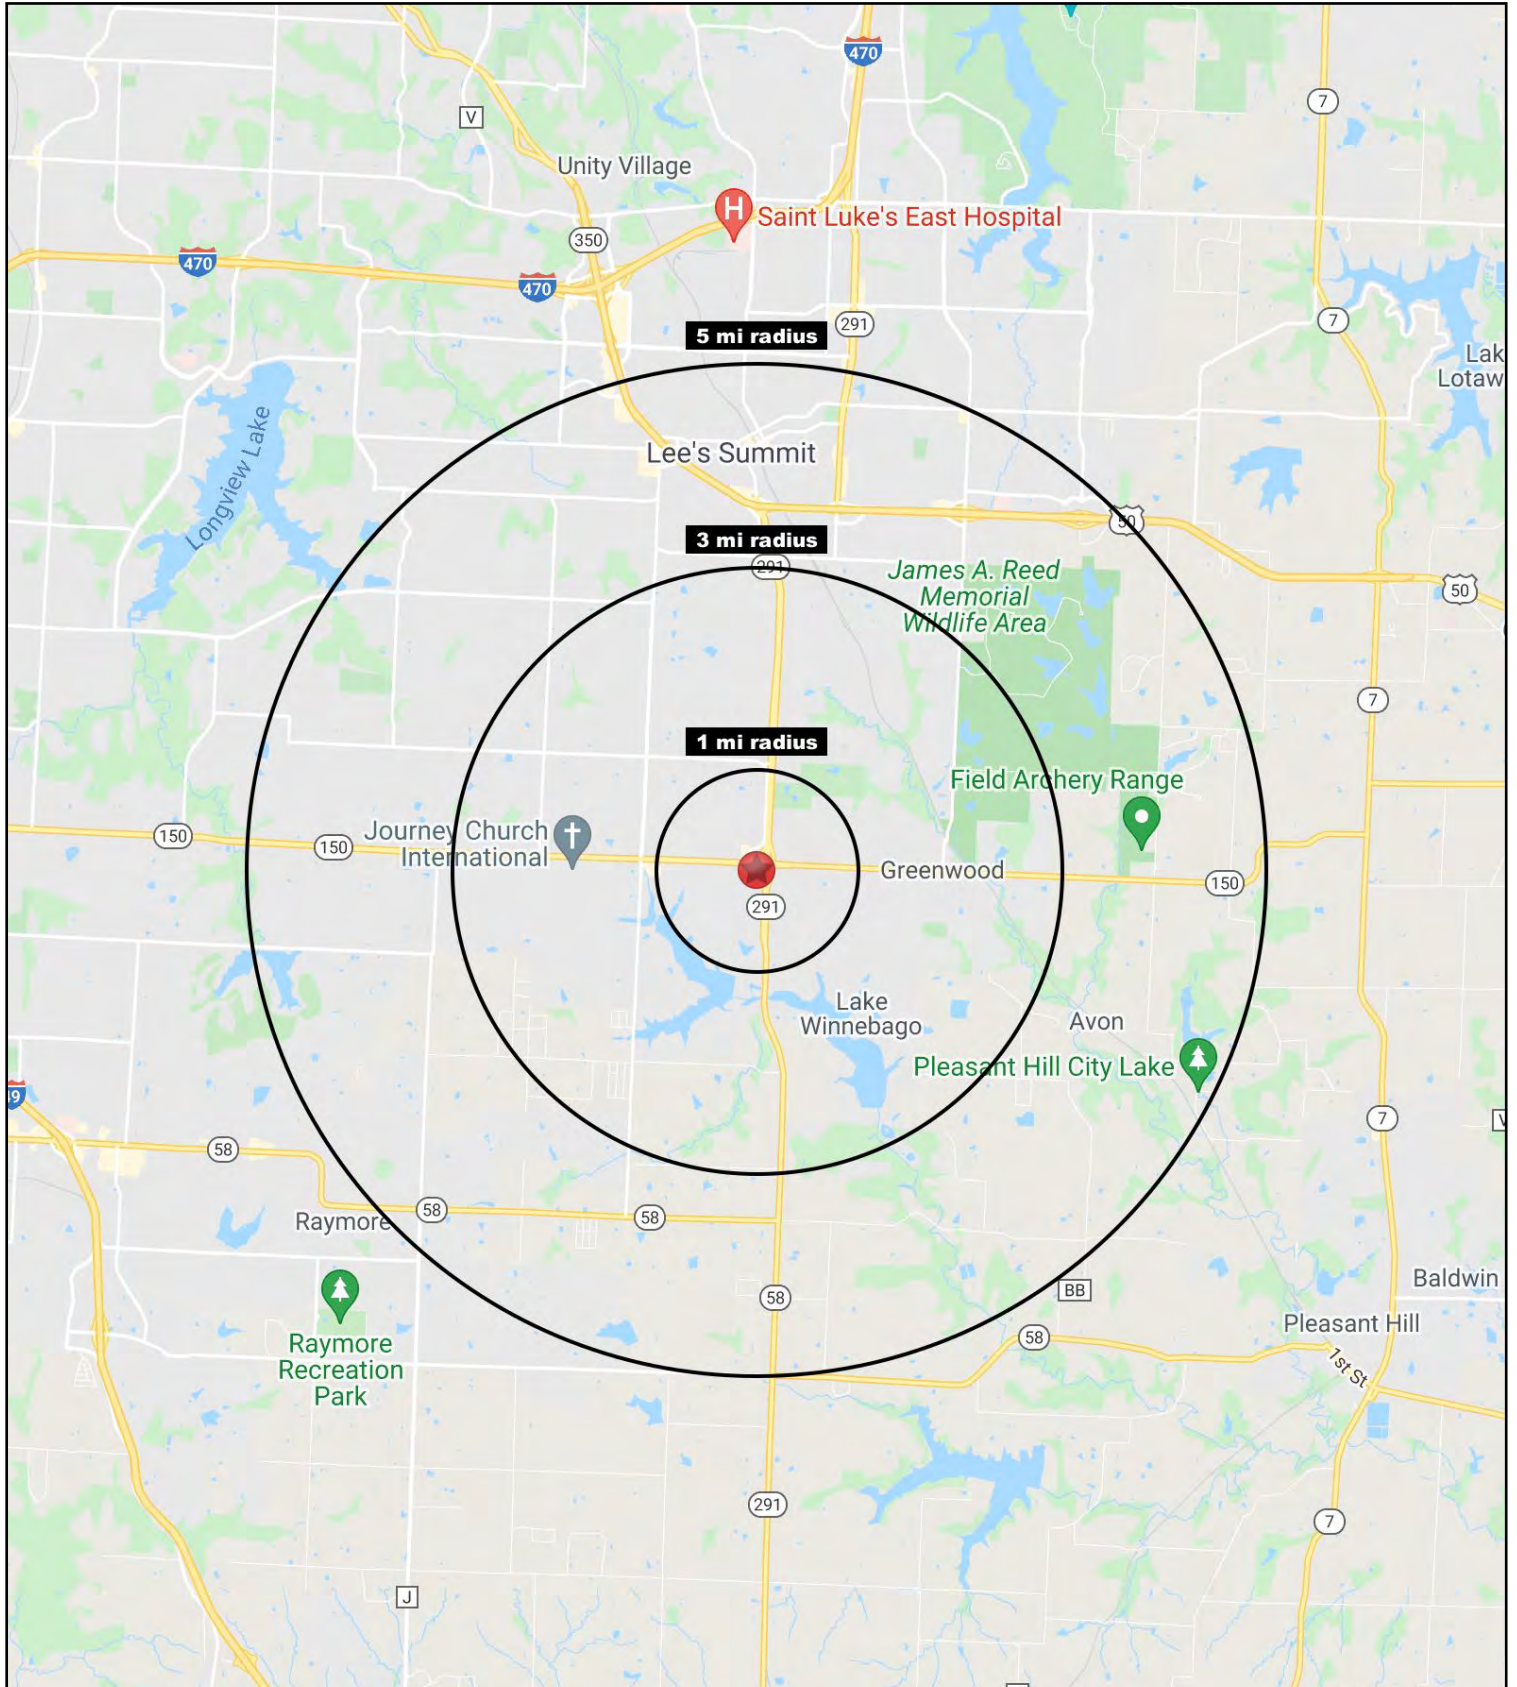 470
7
V
Unity Village
Saint Luke's East Hospital
H
350
470
470
5 mi radius
291
7
Lak
Lotaw
Longview Lake
Lee's Summit
50
3 mi radius
291
James A. Reed
Memorial
Wildlife Area
50
7
1 mi radius
Field Archery Range
150
150
Journey Church
International
Greenwood
150
291
Lake
Winnebago
Avon
Pleasant Hill City Lake
49
7
58
58
58
Raymore
BB
Baldwin
58
Pleasant Hill
58
1st St
Raymore
Recreation
Park
291
7
J